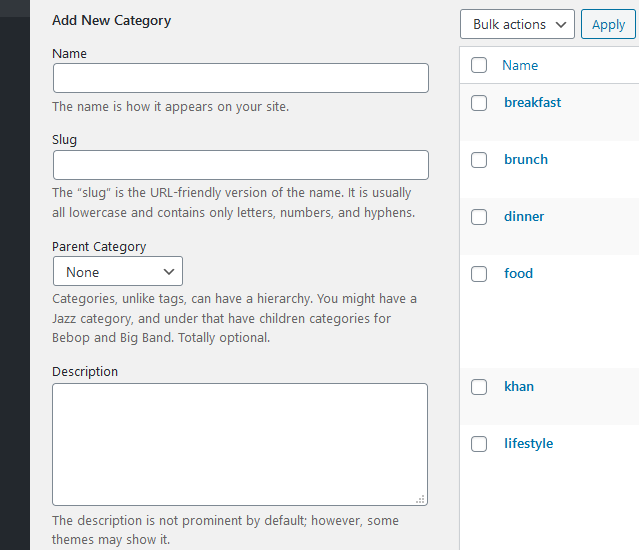 Add New Category
Name
The name is how it appears on your site.
Slug
The “slug” is the URL-friendly version of the name. It is usually
all lowercase and contains only letters, numbers, and hyphens.
Parent Category
None
Categories, unlike tags, can have a hierarchy. You might have a
Jazz category, and under that have children categories for
Bebop and Big Band. Totally optional.
Description
The description is not prominent by default; however, some
themes may show it.
Bulk actions
Apply
Name
breakfast
brunch
dinner
food
khan
lifestyle